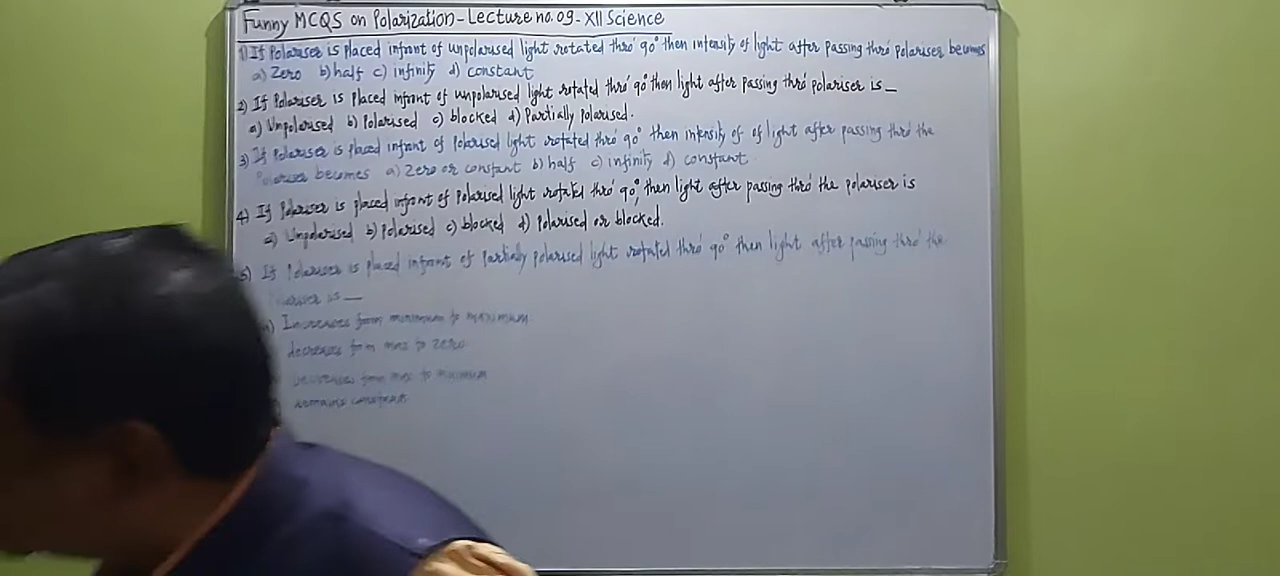 Funny MCQS on Polarization-Lecture no.09-XII Science
1) If Polariser is placed infront of unpolarised light rotated thro' 90° then intensity of light after passing thro' polariser becomes
a) Zero b) half c) infinity d) constant
2) If Polariser is placed infront of unpolarised light rotated thro' 90° then light after passing thro' polariser is _
a) Unpolarised b) Polarised c) blocked d) Partially Polarised.
3) If Polariser is placed infront of Polarised light rotated thro' 90° then intensity of of light after passing thro' the
Polariser becomes a) Zero or constant b) half c) infinity d) constant
4) If Polariser is placed infront of Polarised light rotated thro' 90°, then light after passing thro' the polariser is
a) Unpolarised b) Polarised c) blocked d) Polarised or blocked.
5) If Polariser is placed infront of Partially polarised light rotated thro' 90° then light after passing thro' the
is _
Increases from minimum to maximum
decreases from max to zero
from max to minimum
remains constant